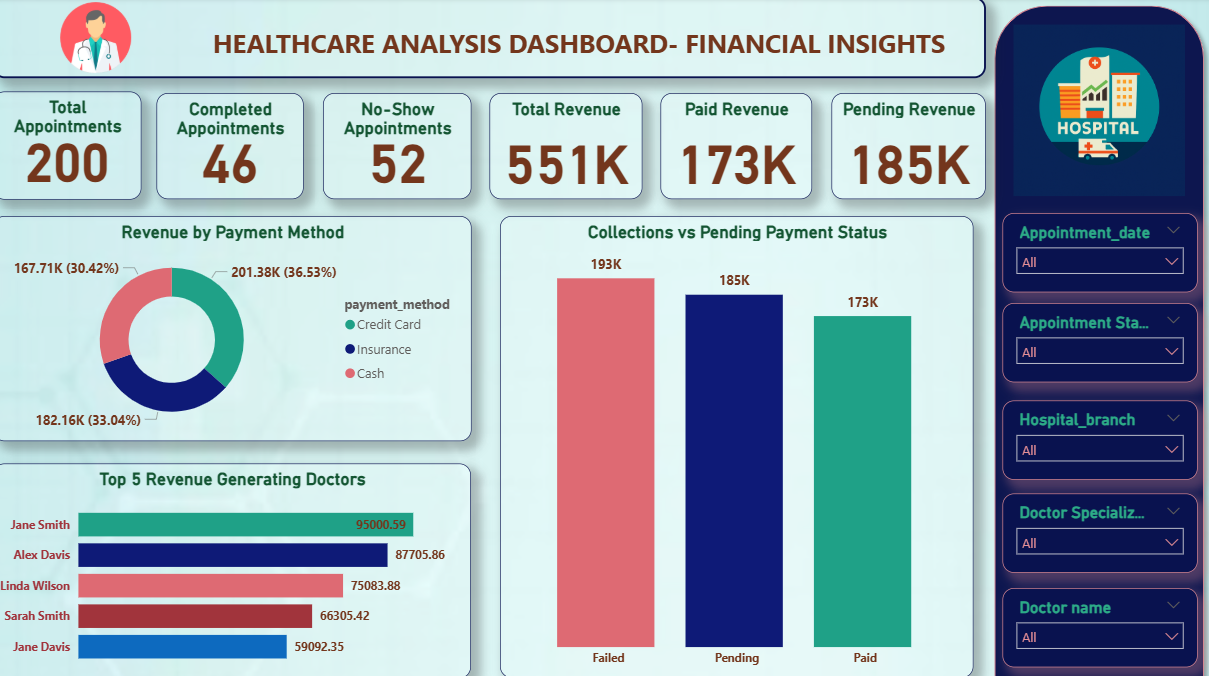 HEALTHCARE ANALYSIS DASHBOARD- FINANCIAL INSIGHTS
HOSPITAL
Total
Appointments
200
Completed
Appointments
46
No-Show
Appointments
52
Total Revenue
551K
Paid Revenue
173K
Pending Revenue
185K
Revenue by Payment Method
167.71K (30.42%)
201.38K (36.53%)
182.16K (33.04%)
payment_method
Credit Card
Insurance
Cash
Collections vs Pending Payment Status
193K
185K
173K
Failed
Pending
Paid
Top 5 Revenue Generating Doctors
Jane Smith
95000.59
Alex Davis
87705.86
Linda Wilson
75083.88
Sarah Smith
66305.42
Jane Davis
59092.35
Appointment_date
All
Appointment Sta...
All
Hospital_branch
All
Doctor Specializ...
All
Doctor name
All